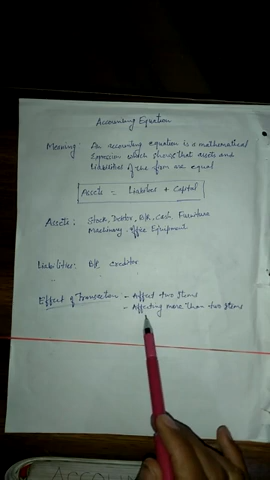 Accounting Equation
Meaning: An accounting equation is a mathematical
Expression which shows that assets and
Liabilities of the firm are equal
Assets = Liabilities + Capital
Assets: Stock, Debtor, B/R, Cash Furniture
Machinery, office Equipment
Liabilities: B/P, creditor
Effect of Transaction - Affect two Items
- Affecting more than two Items